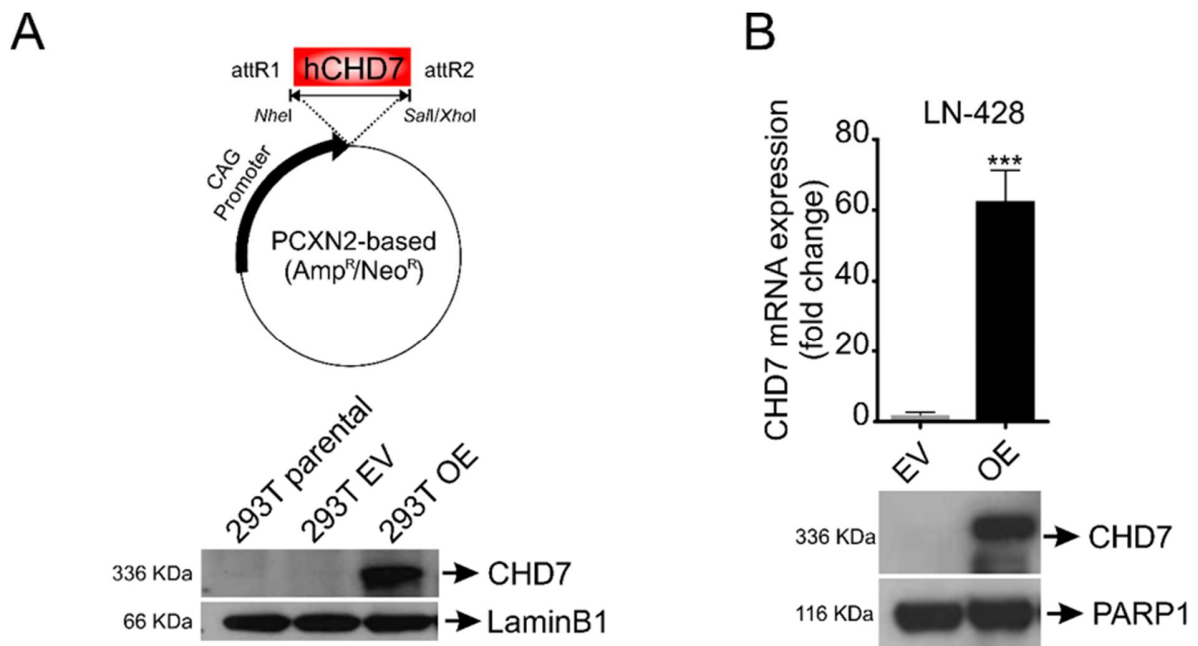 A
attR1 hCHD7 attR2
NheI SalI/XhoI
CAG
Promoter
PCXN2-based
(Amp^R/Neo^R)
293T parental
293T EV
293T OE
336 KDa CHD7
66 KDa LaminB1
B
LN-428
***
CHD7 mRNA expression
(fold change)
80
60
40
20
0
EV
OE
336 KDa CHD7
116 KDa PARP1